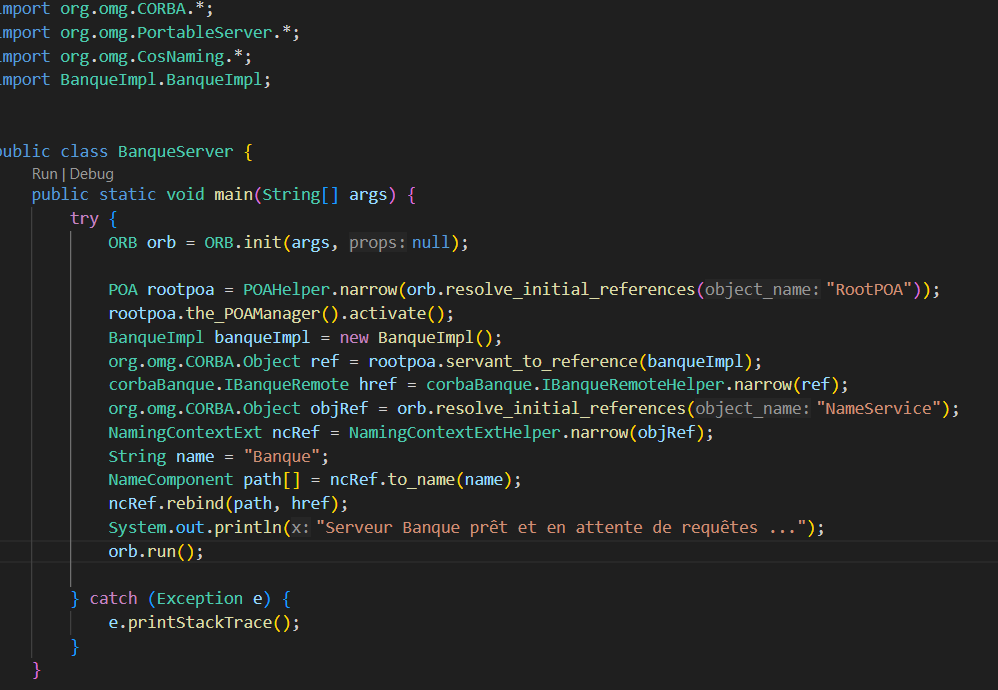 import org.omg.CORBA.*;
import org.omg.PortableServer.*;
import org.omg.CosNaming.*;
import BanqueImpl.BanqueImpl;
public class BanqueServer {
Run | Debug
public static void main(String[] args) {
try {
ORB orb = ORB.init(args, props: null);
POA rootpoa = POAHelper.narrow(orb.resolve_initial_references(object_name: "RootPOA"));
rootpoa.the_POAManager().activate();
BanqueImpl banqueImpl = new BanqueImpl();
org.omg.CORBA.Object ref = rootpoa.servant_to_reference(banqueImpl);
corbaBanque.IBanqueRemote href = corbaBanque.IBanqueRemoteHelper.narrow(ref);
org.omg.CORBA.Object objRef = orb.resolve_initial_references(object_name: "NameService");
NamingContextExt ncRef = NamingContextExtHelper.narrow(objRef);
String name = "Banque";
NameComponent path[] = ncRef.to_name(name);
ncRef.rebind(path, href);
System.out.println(x: "Serveur Banque prêt et en attente de requêtes ...");
orb.run();
} catch (Exception e) {
e.printStackTrace();
}
}